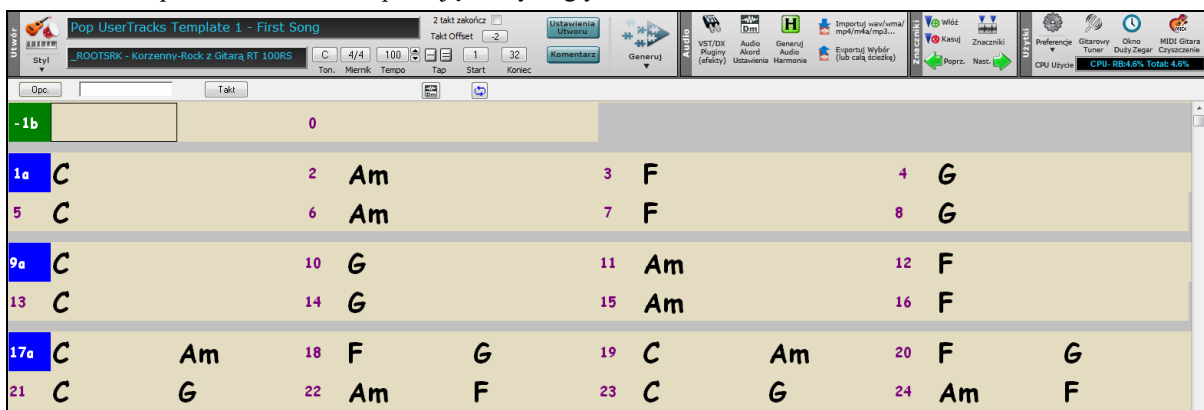 Utwór
Styl
Pop UserTracks Template 1 - First Song
_ROOTSRK - Korzenny-Rock z Gitarą RT 100RS
C 4/4 100
Ton. Miernik Tempo
2 takt zakończ
Takt Offset -2
1 32
Tap Start Koniec
Ustawienia
Utworu
Komentarz
Generuj
Audio
VST/DX
Pluginy
(efekty)
Dm
Audio
Akord
Ustawienia
H
Generuj
Audio
Harmonie
Importuj wav/wma/
mp4/m4a/mp3...
Exportuj Wybór
(lub całą ścieżkę)
Znaczniki
Włóż
Kasuj
Poprz. Nast.
Znaczniki
Użytki
Preferencje
Gitarowy
Tuner
Okno
Duży Zegar
MIDI Gitara
Czyszczenie
CPU Użycie CPU- RB:4.6% Total: 4.6%
Opc. Takt
-1b 0
1a C 2 Am 3 F 4 G
5 C 6 Am 7 F 8 G
9a C 10 G 11 Am 12 F
13 C 14 G 15 Am 16 F
17a C Am 18 F G 19 C Am 20 F G
21 C G 22 Am F 23 C G 24 Am F